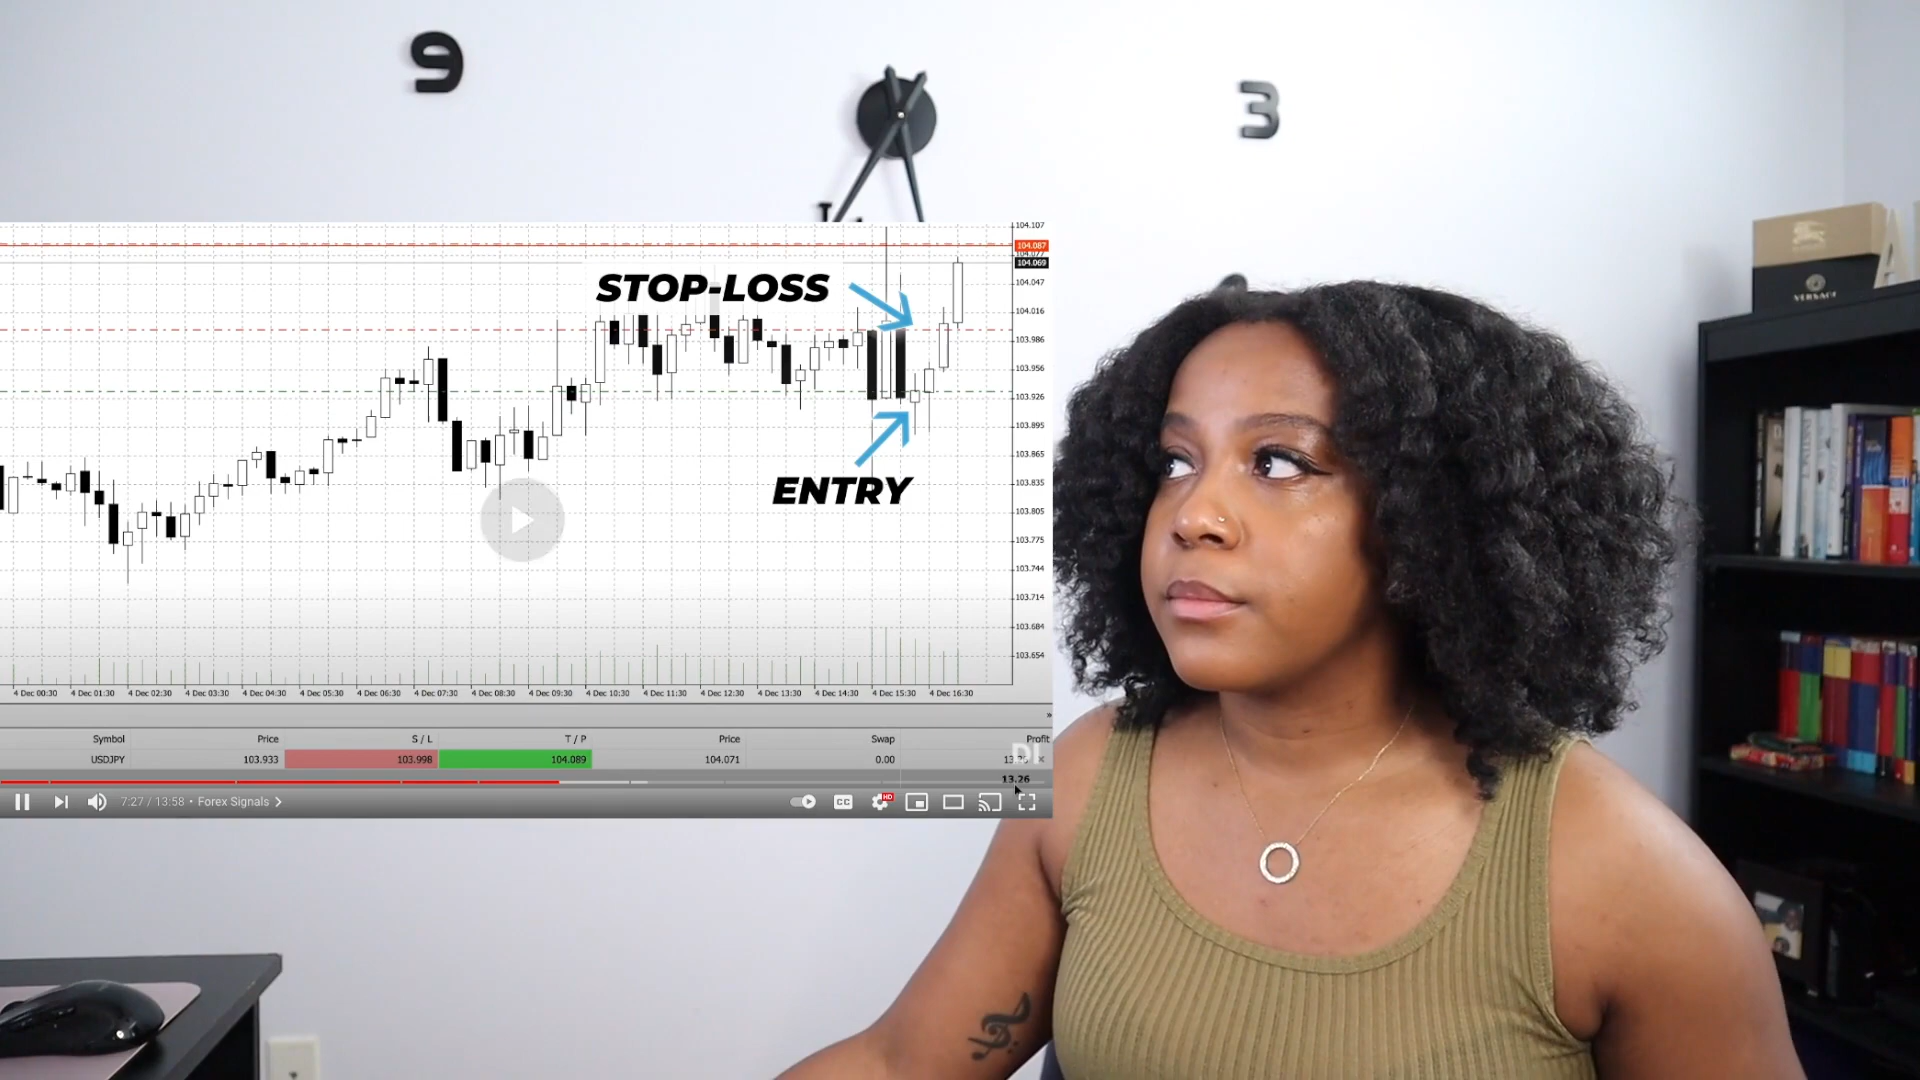 9
3
104.107
104.087
104.077
104.069
STOP-LOSS
104.047
104.016
103.986
103.956
103.926
103.895
103.865
ENTRY
103.835
103.805
103.775
103.744
103.714
103.684
103.654
4 Dec 00:30 4 Dec 01:30 4 Dec 02:30 4 Dec 03:30 4 Dec 04:30 4 Dec 05:30 4 Dec 06:30 4 Dec 07:30 4 Dec 08:30 4 Dec 09:30 4 Dec 10:30 4 Dec 11:30 4 Dec 12:30 4 Dec 13:30 4 Dec 14:30 4 Dec 15:30 4 Dec 16:30
»
Symbol Price S / L T / P Price Swap Profit
USDJPY 103.933 103.998 104.089 104.071 0.00
13.26
7:27 / 13:58 • Forex Signals >
CC HD
VERSACE
A